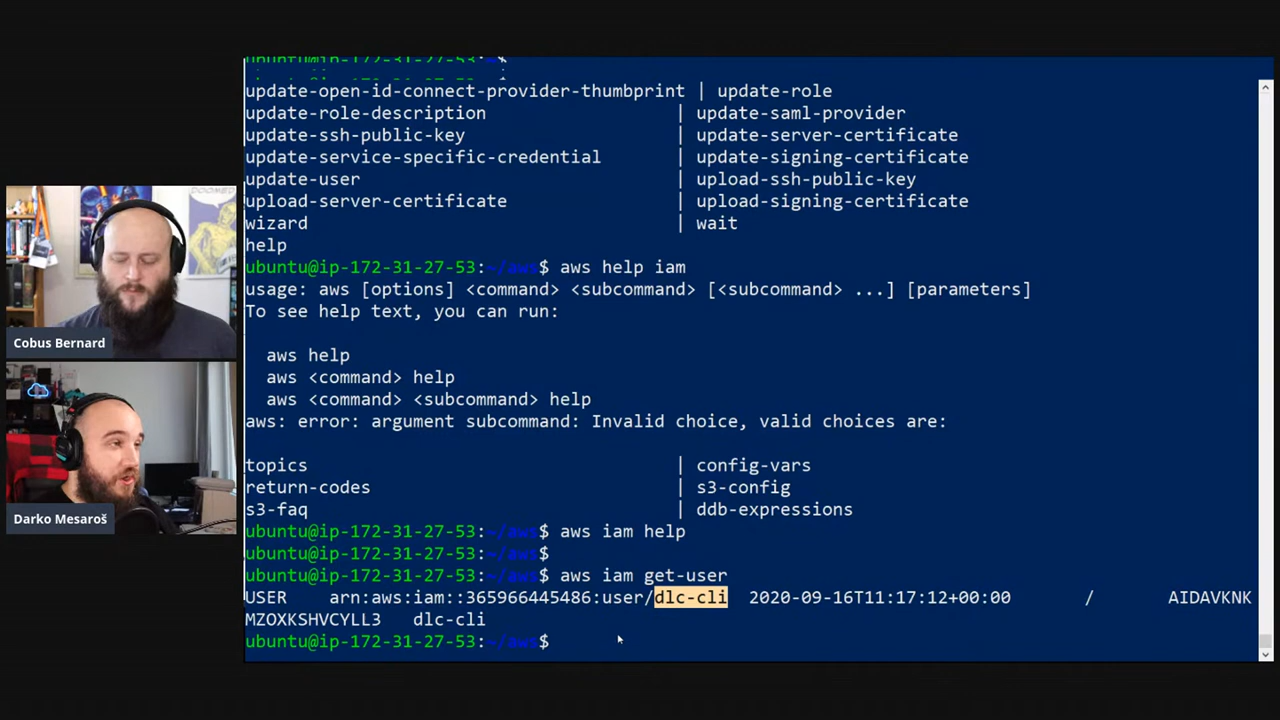 ubuntu@ip-172-31-27-53:~$
update-open-id-connect-provider-thumbprint | update-role
update-role-description | update-saml-provider
update-ssh-public-key | update-server-certificate
update-service-specific-credential | update-signing-certificate
update-user | upload-ssh-public-key
upload-server-certificate | upload-signing-certificate
wizard | wait
help
ubuntu@ip-172-31-27-53:~/aws$ aws help iam
usage: aws [options] <command> <subcommand> [<subcommand> ...] [parameters]
To see help text, you can run:
aws help
aws <command> help
aws <command> <subcommand> help
aws: error: argument subcommand: Invalid choice, valid choices are:
topics | config-vars
return-codes | s3-config
s3-faq | ddb-expressions
ubuntu@ip-172-31-27-53:~/aws$ aws iam help
ubuntu@ip-172-31-27-53:~/aws$
ubuntu@ip-172-31-27-53:~/aws$ aws iam get-user
USER arn:aws:iam::365966445486:user/dlc-cli 2020-09-16T11:17:12+00:00 / AIDAVKNK
MZOXKSHVCYLL3 dlc-cli
ubuntu@ip-172-31-27-53:~/aws$
DOOMED
Cobus Bernard
Darko Mesaroš